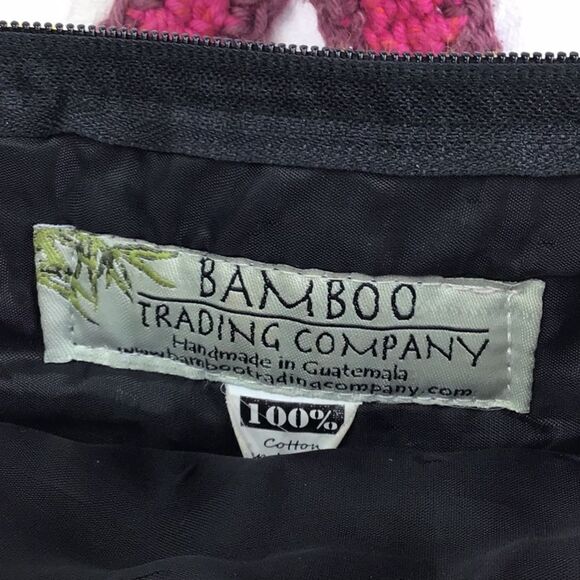 BAMBOO
TRADING COMPANY
Handmade in Guatemala
www.bambootradingcompany.com
100%
Cotton